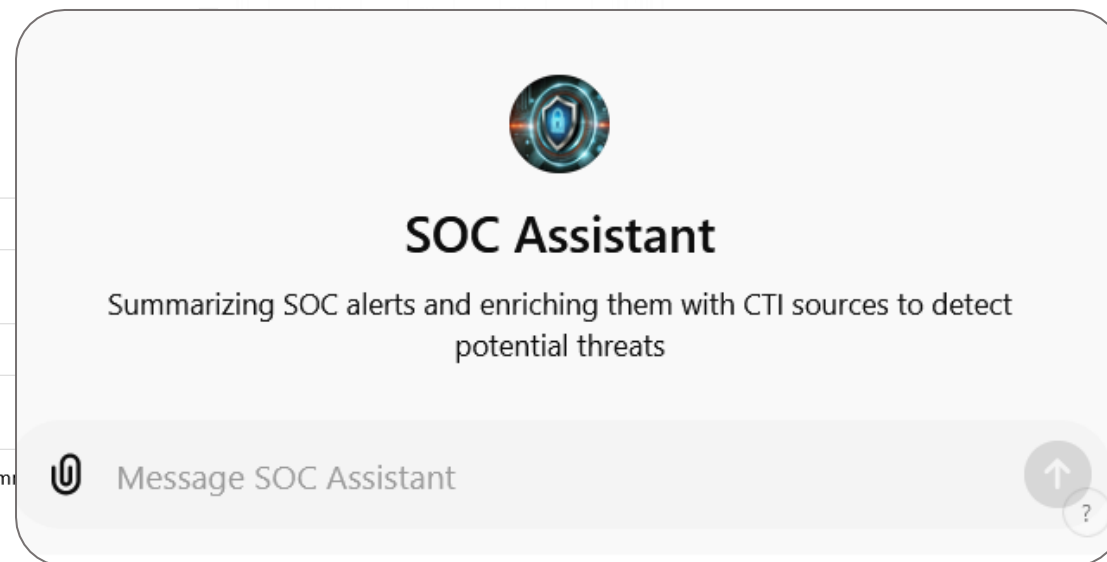 SOC Assistant
Summarizing SOC alerts and enriching them with CTI sources to detect
potential threats
Message SOC Assistant
?